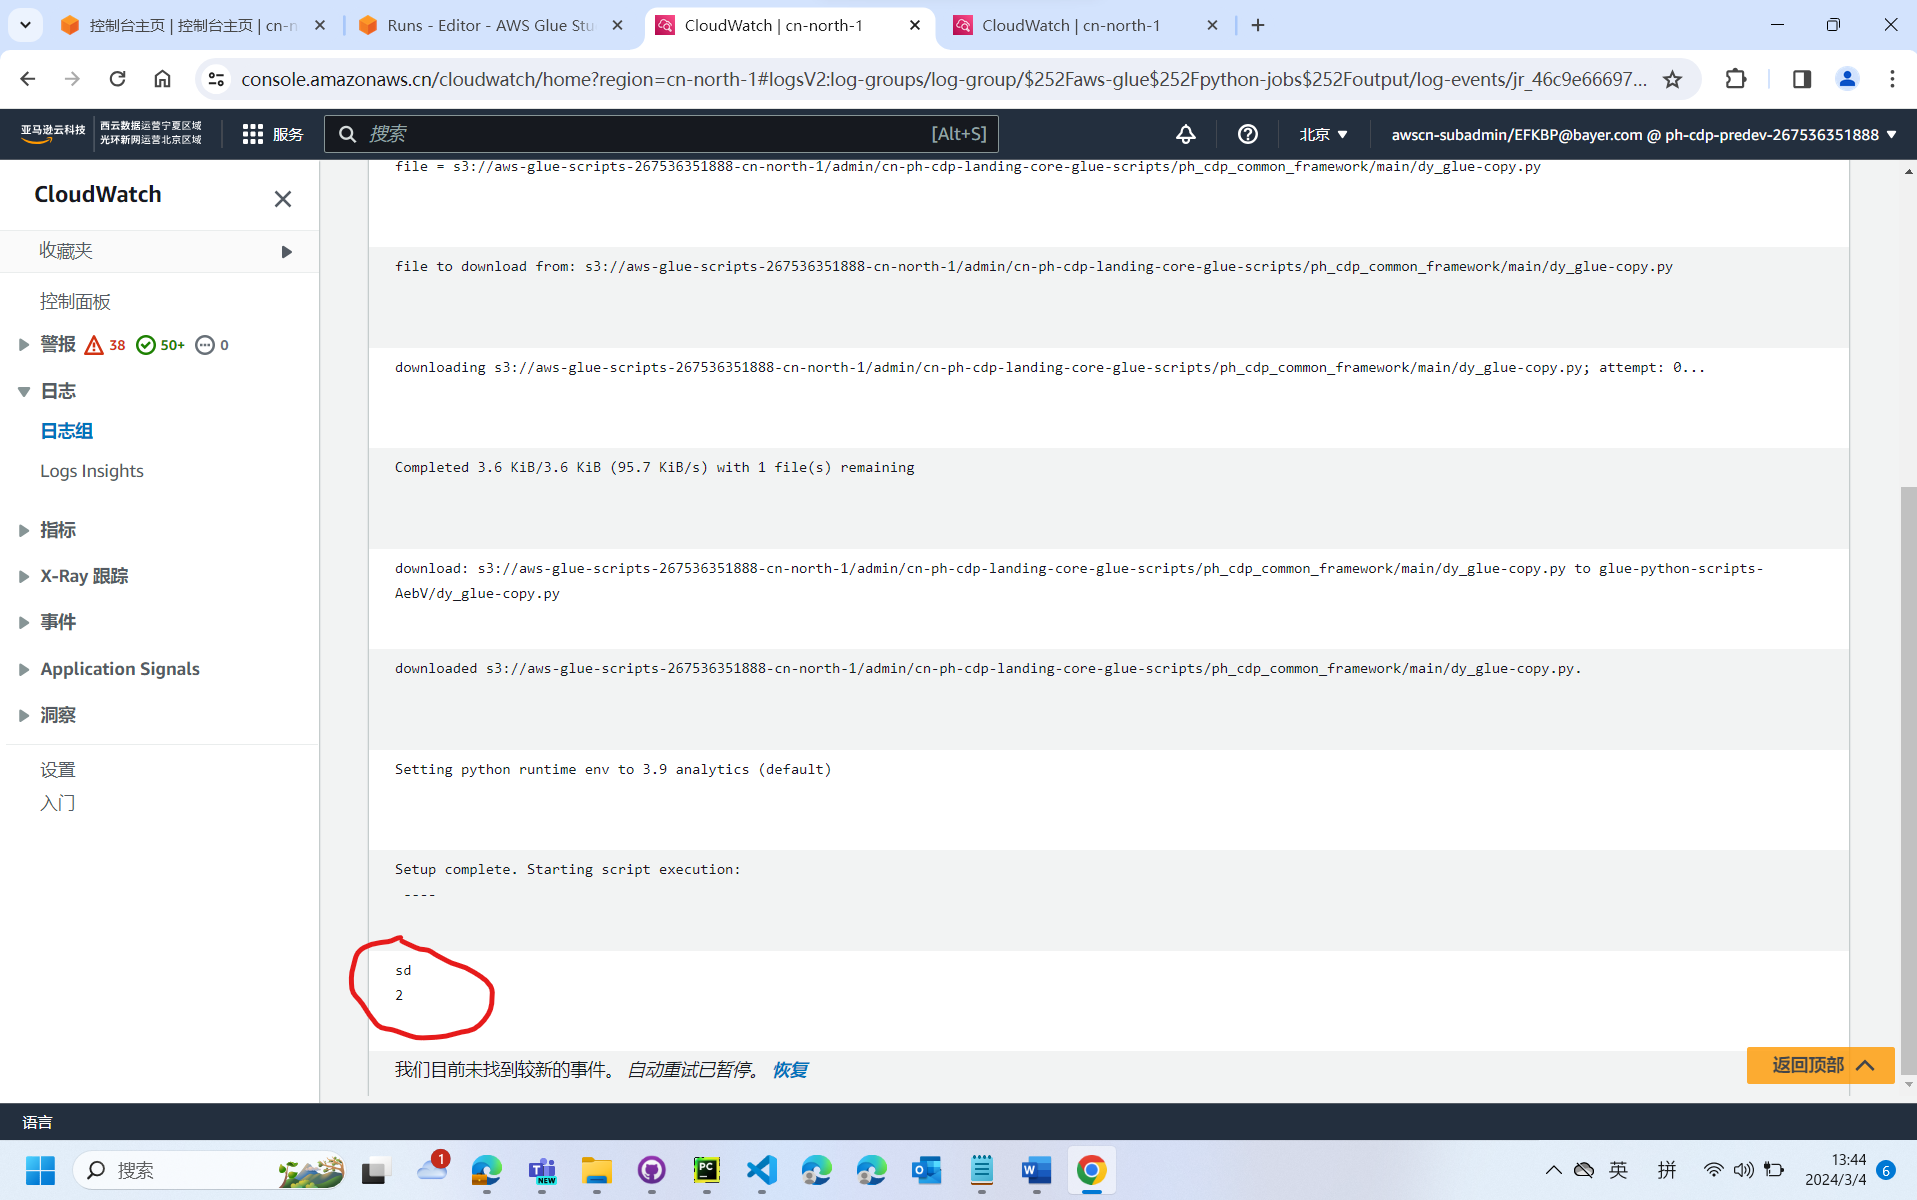 控制台主页 | 控制台主页 | cn-n
Runs - Editor - AWS Glue Stu
CloudWatch | cn-north-1
CloudWatch | cn-north-1
console.amazonaws.cn/cloudwatch/home?region=cn-north-1#logsV2:log-groups/log-group/$252Faws-glue$252Fpython-jobs$252Foutput/log-events/jr_46c9e66697...
亚马逊云科技
西云数据运营宁夏区域
光环新网运营北京区域
服务
搜索
[Alt+S]
北京
awscn-subadmin/EFKBP@bayer.com @ ph-cdp-predev-267536351888
CloudWatch
收藏夹
控制面板
警报 38 50+ 0
日志
日志组
Logs Insights
指标
X-Ray 跟踪
事件
Application Signals
洞察
设置
入门
file = s3://aws-glue-scripts-267536351888-cn-north-1/admin/cn-ph-cdp-landing-core-glue-scripts/ph_cdp_common_framework/main/dy_glue-copy.py
file to download from: s3://aws-glue-scripts-267536351888-cn-north-1/admin/cn-ph-cdp-landing-core-glue-scripts/ph_cdp_common_framework/main/dy_glue-copy.py
downloading s3://aws-glue-scripts-267536351888-cn-north-1/admin/cn-ph-cdp-landing-core-glue-scripts/ph_cdp_common_framework/main/dy_glue-copy.py; attempt: 0...
Completed 3.6 KiB/3.6 KiB (95.7 KiB/s) with 1 file(s) remaining
download: s3://aws-glue-scripts-267536351888-cn-north-1/admin/cn-ph-cdp-landing-core-glue-scripts/ph_cdp_common_framework/main/dy_glue-copy.py to glue-python-scripts-
AebV/dy_glue-copy.py
downloaded s3://aws-glue-scripts-267536351888-cn-north-1/admin/cn-ph-cdp-landing-core-glue-scripts/ph_cdp_common_framework/main/dy_glue-copy.py.
Setting python runtime env to 3.9 analytics (default)
Setup complete. Starting script execution:
----
sd
2
我们目前未找到较新的事件。 自动重试已暂停。 恢复
返回顶部
语言
搜索
1
NEW
PC
W
英
拼
13:44
2024/3/4
6